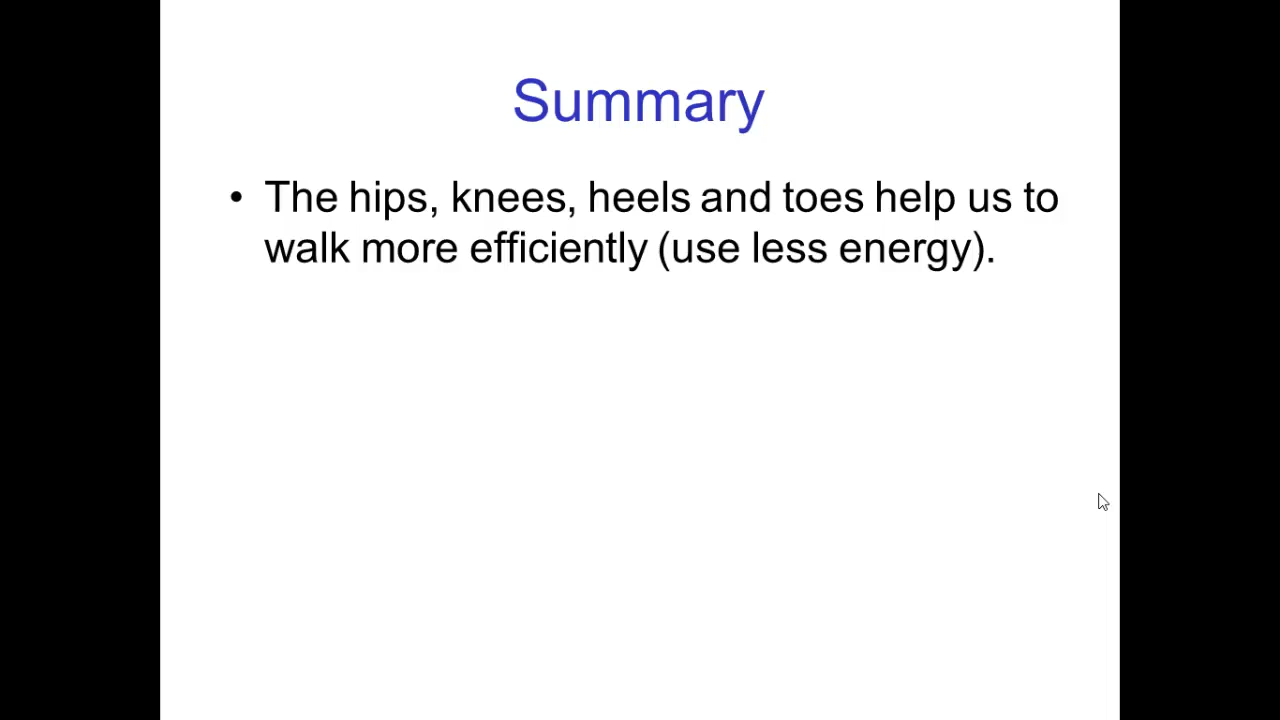 Summary
• The hips, knees, heels and toes help us to
walk more efficiently (use less energy).